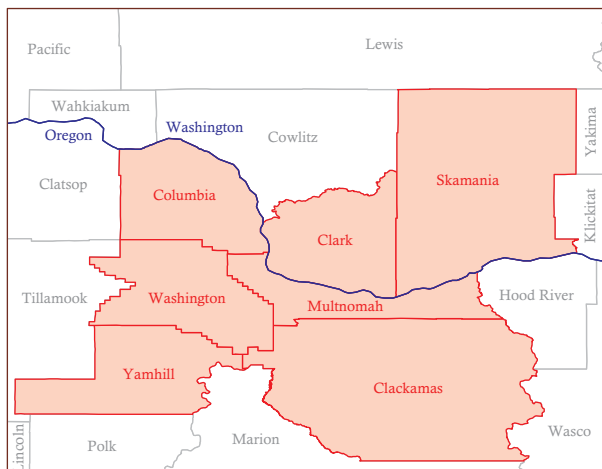 Pacific
Lewis
Wahkiakum
Oregon
Washington
Cowlitz
Yakima
Clatsop
Columbia
Skamania
Klickitat
Clark
Tillamook
Washington
Multnomah
Hood River
Yamhill
Clackamas
Lincoln
Polk
Marion
Wasco